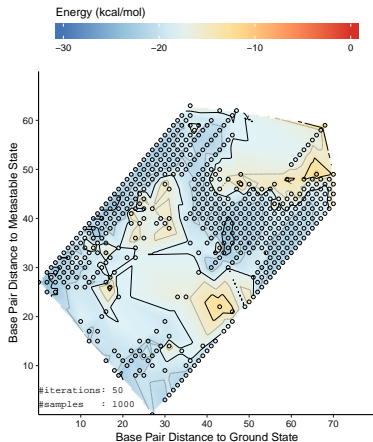 Energy (kcal/mol)
−30 −20 −10 0
Base Pair Distance to Metastable State
60
50
40
30
20
10
#iterations: 50
#samples : 1000
10 20 30 40 50 60 70
Base Pair Distance to Ground State